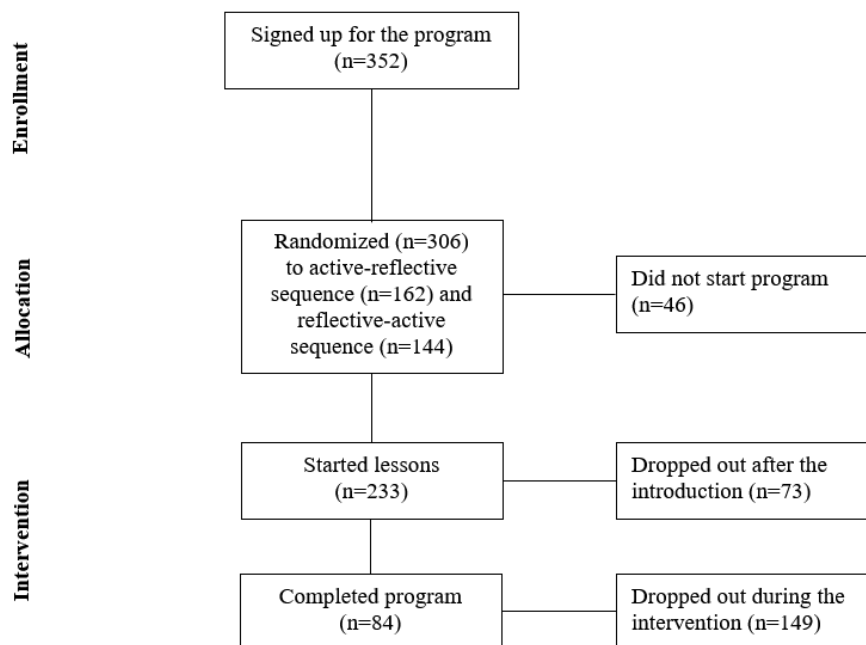 Enrollment
Signed up for the program
(n=352)
Allocation
Randomized (n=306)
to active-reflective
sequence (n=162) and
reflective-active
sequence (n=144)
Did not start program
(n=46)
Intervention
Started lessons
(n=233)
Dropped out after the
introduction (n=73)
Completed program
(n=84)
Dropped out during the
intervention (n=149)